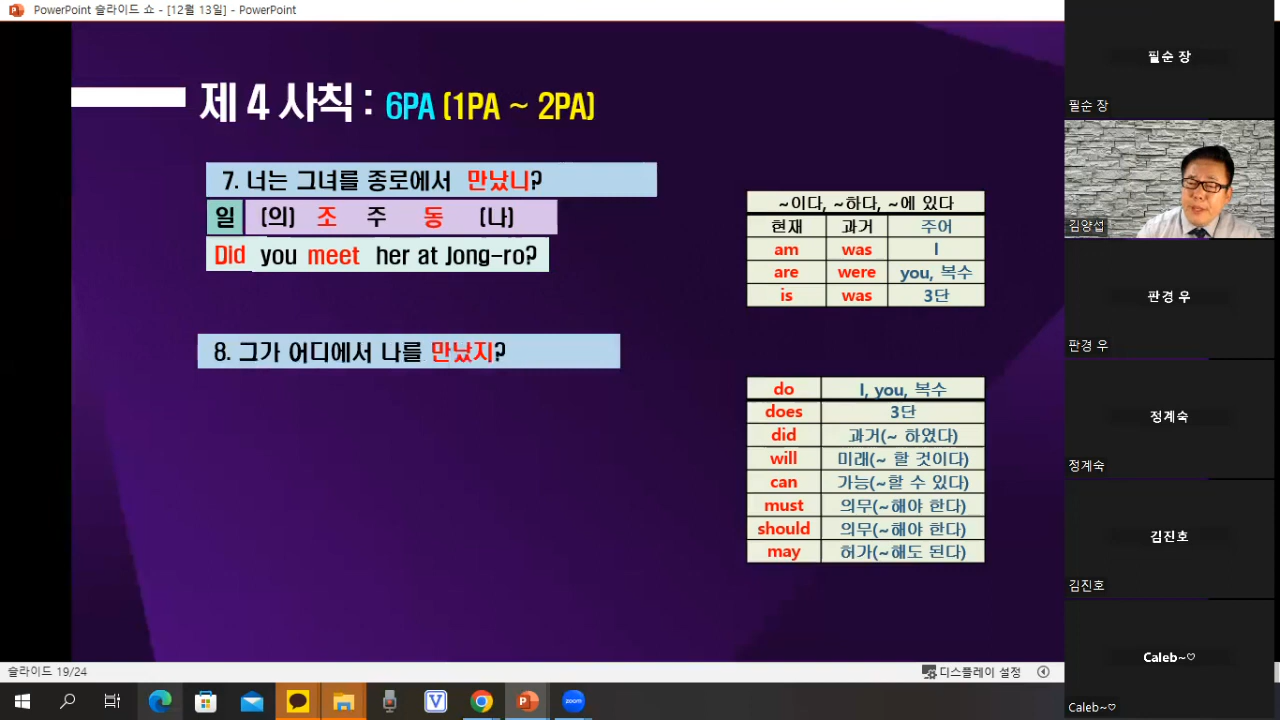 PowerPoint 슬라이드 쇼 - [12월 13일] - PowerPoint
제 4 사칙 : 6PA (1PA ~ 2PA)
7. 너는 그녀를 종로에서 만났니?
일 (의) 조 주 동 (나)
Did you meet her at Jong-ro?
8. 그가 어디에서 나를 만났지?
~이다, ~하다, ~에 있다
현재 과거 주어
am was I
are were you, 복수
is was 3단
do I, you, 복수
does 3단
did 과거(~ 하였다)
will 미래(~ 할 것이다)
can 가능(~할 수 있다)
must 의무(~해야 한다)
should 의무(~해야 한다)
may 허가(~해도 된다)
필순 장
필순 장
김양섭
판경 우
판경 우
정계숙
정계숙
김진호
김진호
Caleb~♡
Caleb~♡
슬라이드 19/24
디스플레이 설정
V
zoom